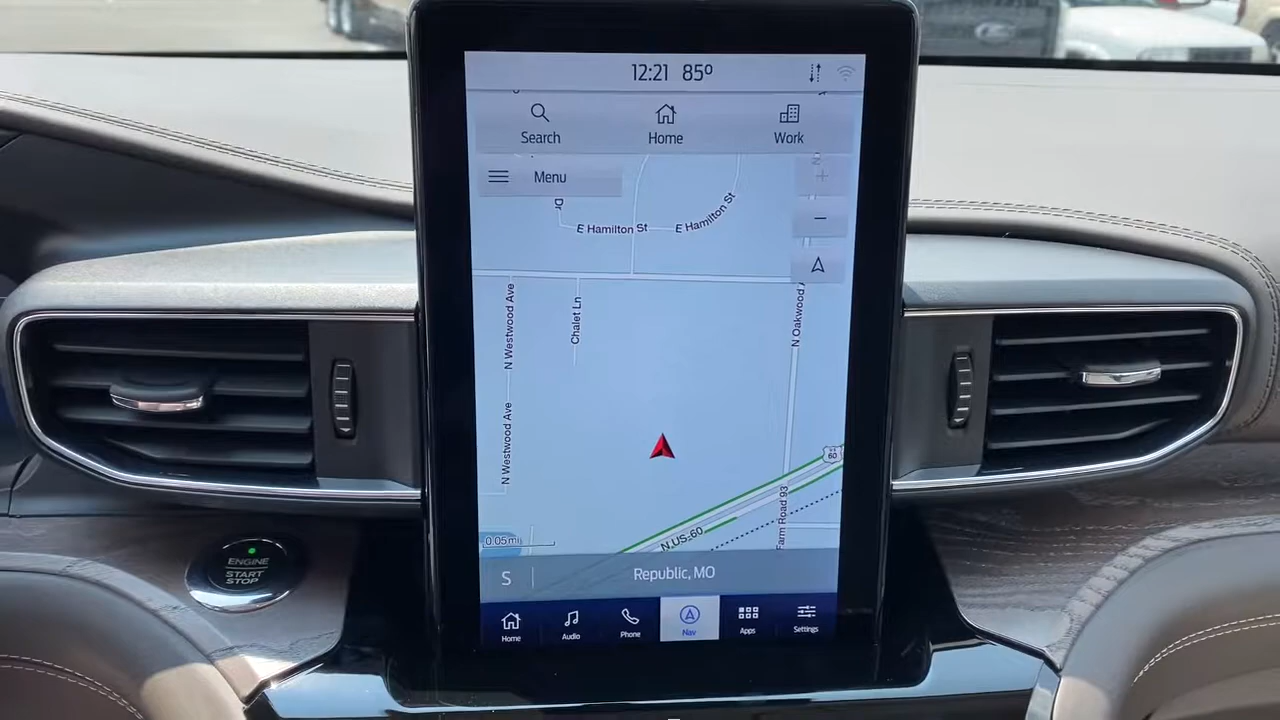 12:21 85°
Search
Home
Work
Menu
E Hamilton St
E Hamilton St
N Westwood Ave
Chalet Ln
N Oakwood
N Westwood Ave
60
Farm Road 93
N US-60
0.05mi
S
Republic, MO
ENGINE
START
STOP
Home
Audio
Phone
Nav
Apps
Settings